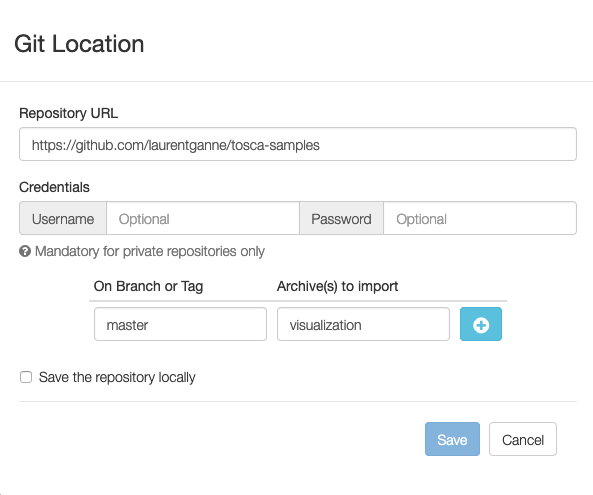 Git Location
Repository URL
https://github.com/laurentganne/tosca-samples
Credentials
Username Optional Password Optional
Mandatory for private repositories only
On Branch or Tag Archive(s) to import
master visualization
Save the repository locally
Save Cancel